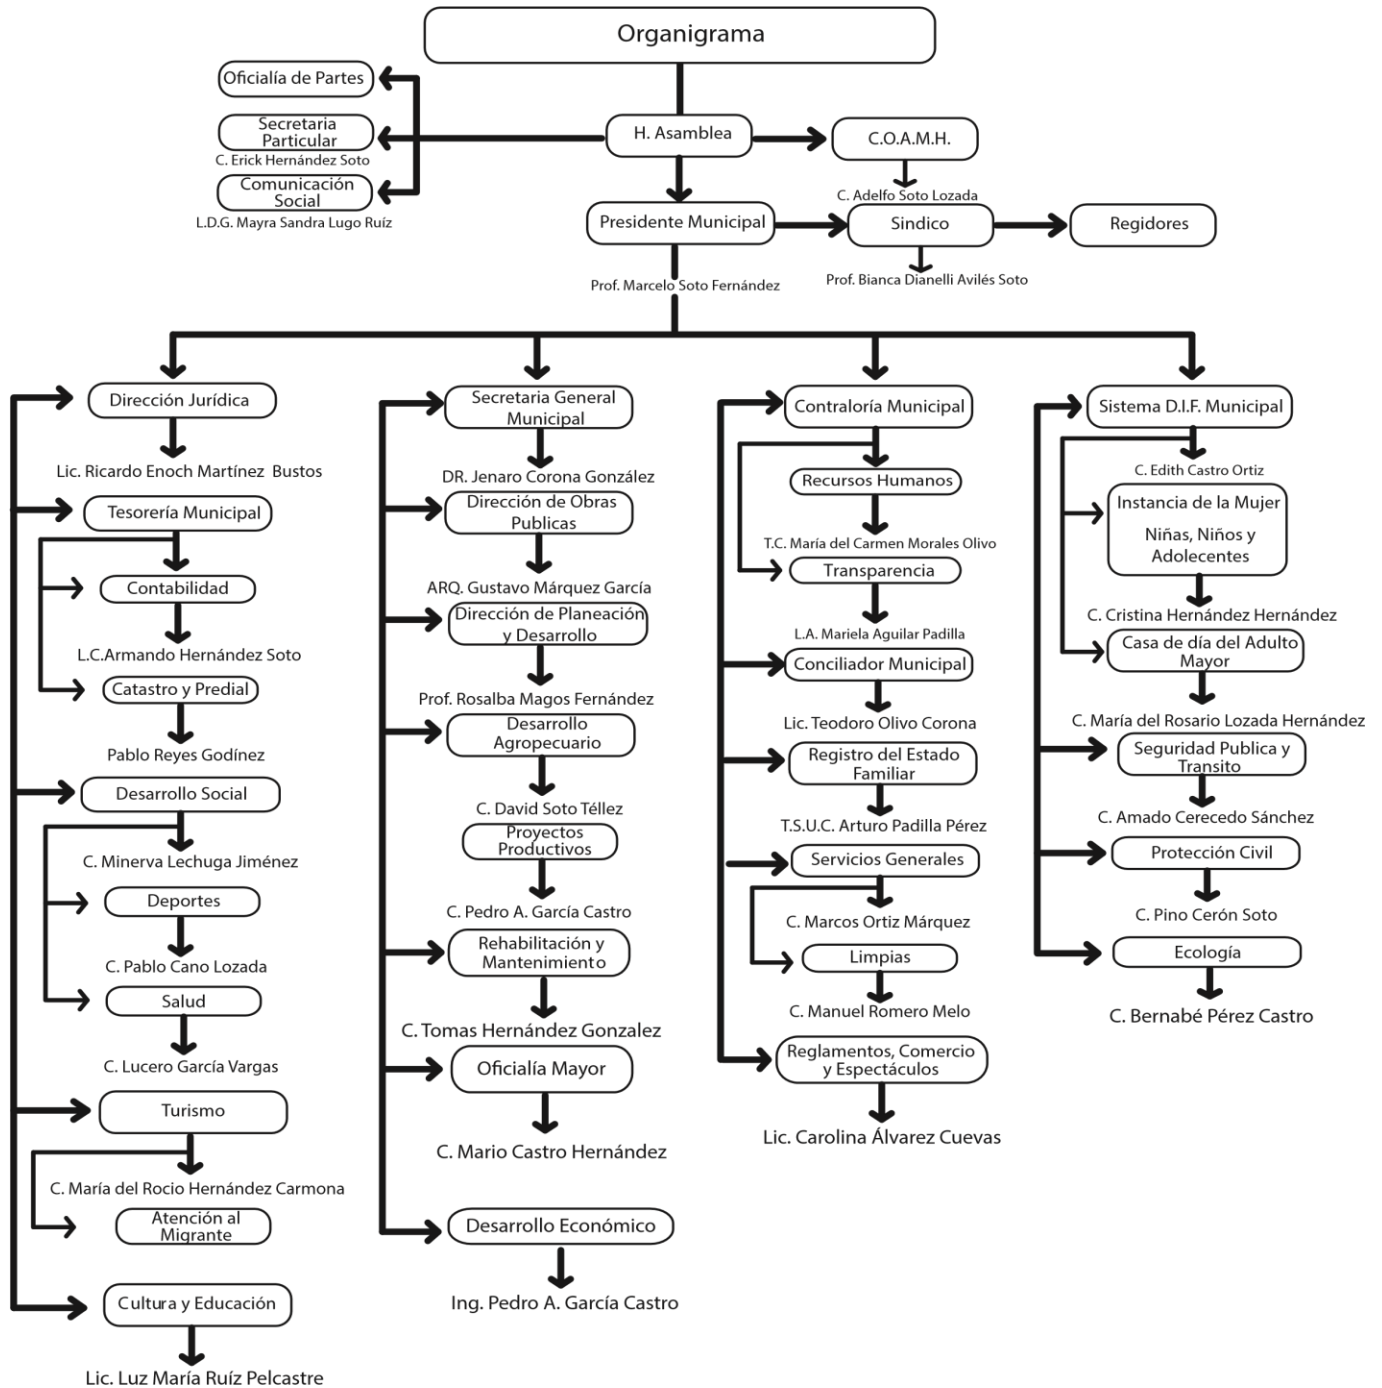 Organigrama
Oficialía de Partes
Secretaria
Particular
C. Erick Hernández Soto
Comunicación
Social
L.D.G. Mayra Sandra Lugo Ruíz
H. Asamblea
C.O.A.M.H.
C. Adelfo Soto Lozada
Presidente Municipal
Sindico
Regidores
Prof. Marcelo Soto Fernández
Prof. Bianca Dianelli Avilés Soto
Dirección Jurídica
Lic. Ricardo Enoch Martínez Bustos
Tesorería Municipal
Contabilidad
L.C.Armando Hernández Soto
Catastro y Predial
Pablo Reyes Godínez
Desarrollo Social
C. Minerva Lechuga Jiménez
Deportes
C. Pablo Cano Lozada
Salud
C. Lucero García Vargas
Turismo
C. María del Rocio Hernández Carmona
Atención al
Migrante
Cultura y Educación
Lic. Luz María Ruíz Pelcastre
Secretaria General
Municipal
DR. Jenaro Corona González
Dirección de Obras
Publicas
ARQ. Gustavo Márquez García
Dirección de Planeación
y Desarrollo
Prof. Rosalba Magos Fernández
Desarrollo
Agropecuario
C. David Soto Téllez
Proyectos
Productivos
C. Pedro A. García Castro
Rehabilitación y
Mantenimiento
C. Tomas Hernández Gonzalez
Oficialía Mayor
C. Mario Castro Hernández
Desarrollo Económico
Ing. Pedro A. García Castro
Contraloría Municipal
Recursos Humanos
T.C. María del Carmen Morales Olivo
Transparencia
L.A. Mariela Aguilar Padilla
Conciliador Municipal
Lic. Teodoro Olivo Corona
Registro del Estado
Familiar
T.S.U.C. Arturo Padilla Pérez
Servicios Generales
C. Marcos Ortiz Márquez
Limpias
C. Manuel Romero Melo
Reglamentos, Comercio
y Espectáculos
Lic. Carolina Álvarez Cuevas
Sistema D.I.F. Municipal
C. Edith Castro Ortiz
Instancia de la Mujer
Niñas, Niños y
Adolecentes
C. Cristina Hernández Hernández
Casa de día del Adulto
Mayor
C. María del Rosario Lozada Hernández
Seguridad Publica y
Transito
C. Amado Cerecedo Sánchez
Protección Civil
C. Pino Cerón Soto
Ecología
C. Bernabé Pérez Castro